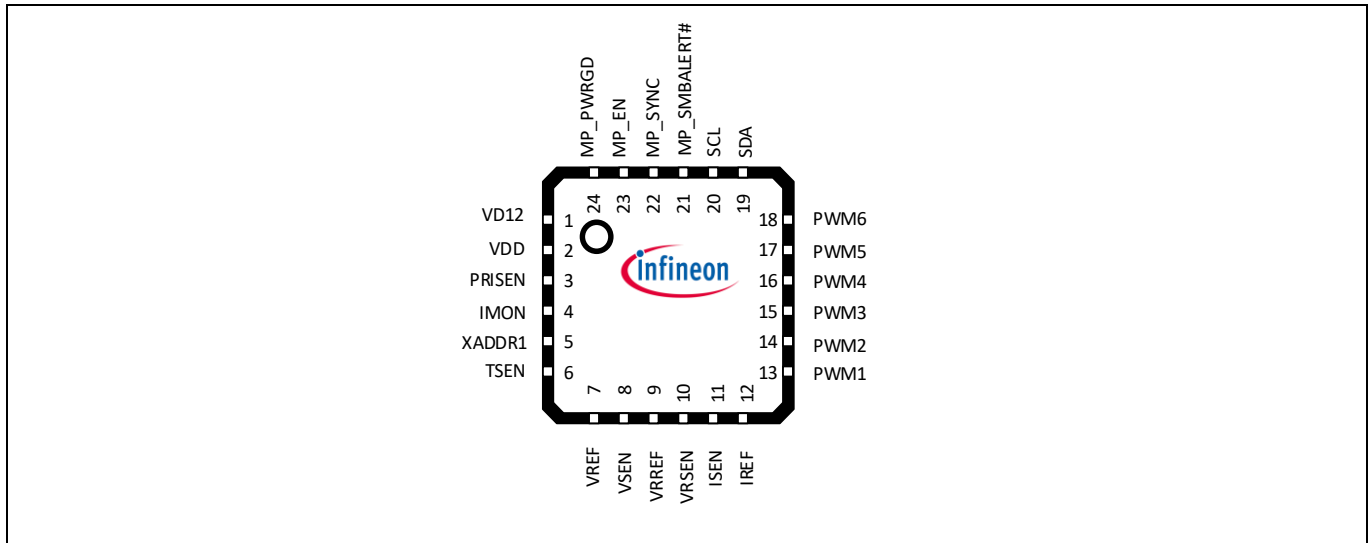 MP_PWRGD
MP_EN
MP_SYNC
MP_SMBALERT#
SCL
SDA
24
23
22
21
20
19
VD12 1
VDD 2
PRISEN 3
IMON 4
XADDR1 5
TSEN 6
infineon
18 PWM6
17 PWM5
16 PWM4
15 PWM3
14 PWM2
13 PWM1
7
8
9
10
11
12
VREF
VSEN
VRREF
VRSEN
ISEN
IREF